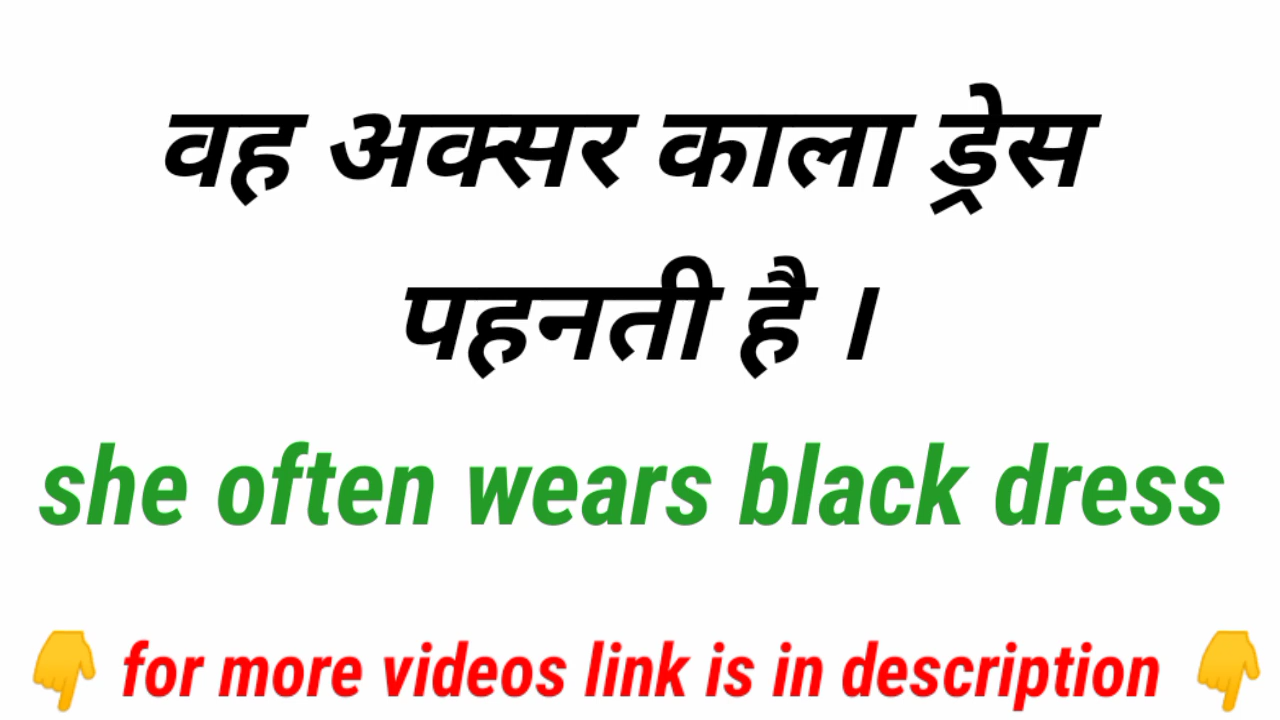 वह अक्सर काला ड्रेस
पहनती है ।
she often wears black dress
👇 for more videos link is in description 👇